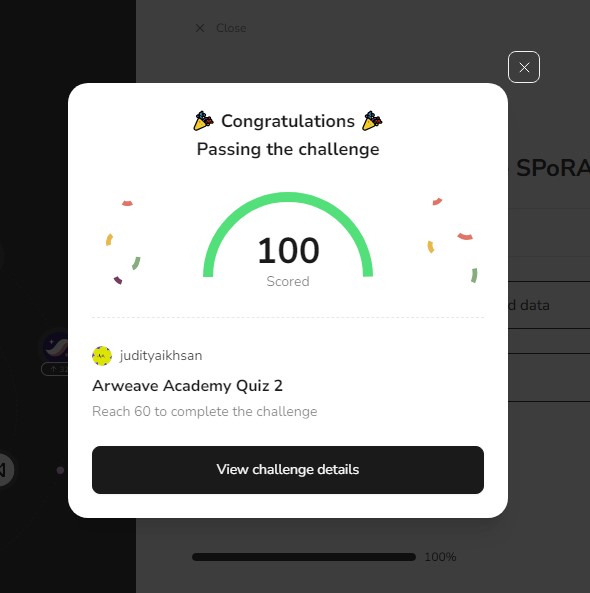 Close
Congratulations
Passing the challenge
SPoRA
100
Scored
d data
judityaikhsan
Arweave Academy Quiz 2
Reach 60 to complete the challenge
View challenge details
100%